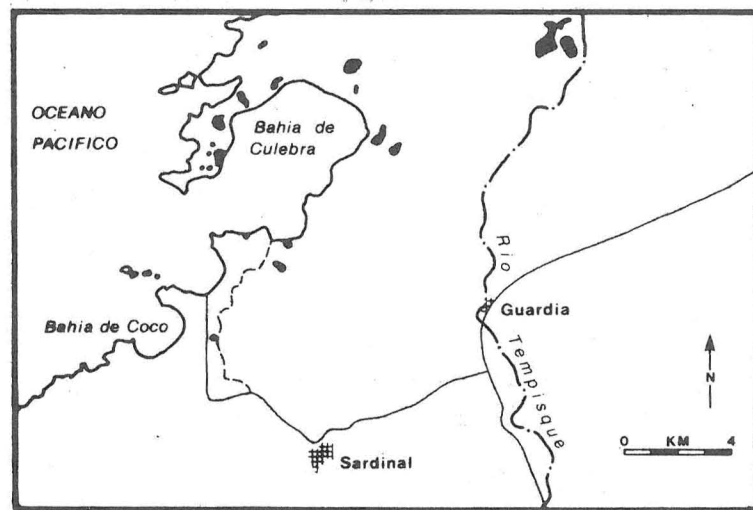 OCEANO
PACIFICO
Bahia de
Culebra
Rio
Guardia
Bahia de Coco
Tempisque
N
0 KM 4
Sardinal